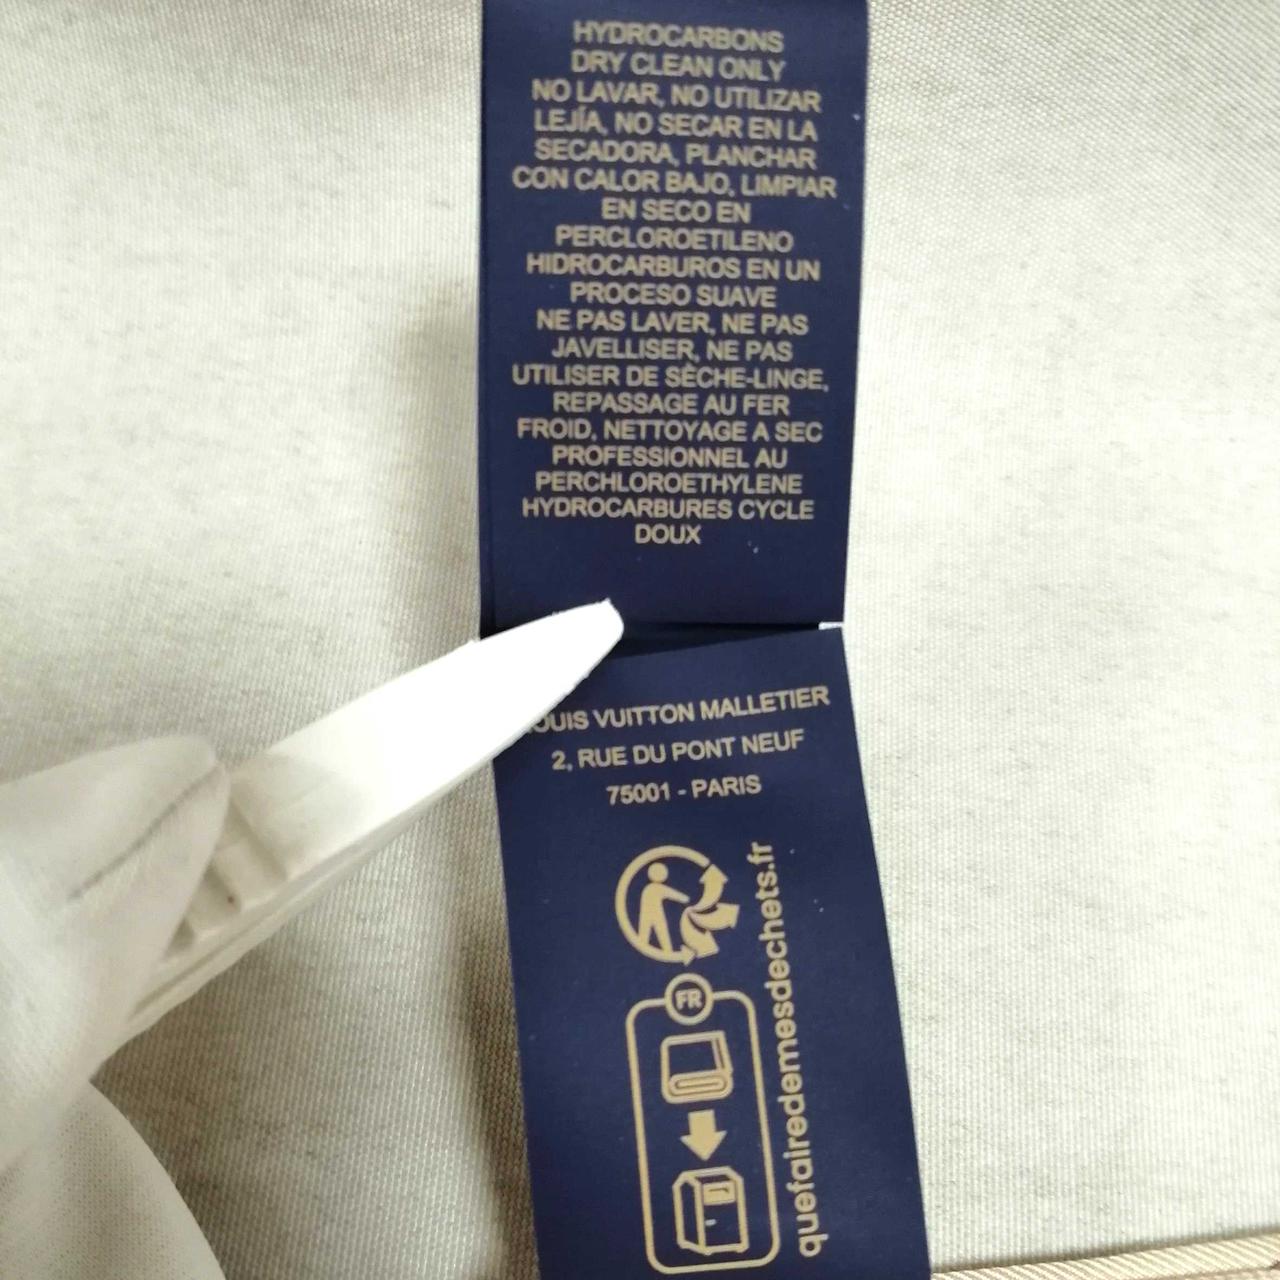 HYDROCARBONS
DRY CLEAN ONLY
NO LAVAR, NO UTILIZAR
LEJÍA, NO SECAR EN LA
SECADORA, PLANCHAR
CON CALOR BAJO, LIMPIAR
EN SECO EN
PERCLOROETILENO
HIDROCARBUROS EN UN
PROCESO SUAVE
NE PAS LAVER, NE PAS
JAVELLISER, NE PAS
UTILISER DE SÈCHE-LINGE,
REPASSAGE AU FER
FROID, NETTOYAGE A SEC
PROFESSIONNEL AU
PERCHLOROETHYLENE
HYDROCARBURES CYCLE
DOUX
LOUIS VUITTON MALLETIER
2, RUE DU PONT NEUF
75001 - PARIS
FR
quefairedemesdechets.fr